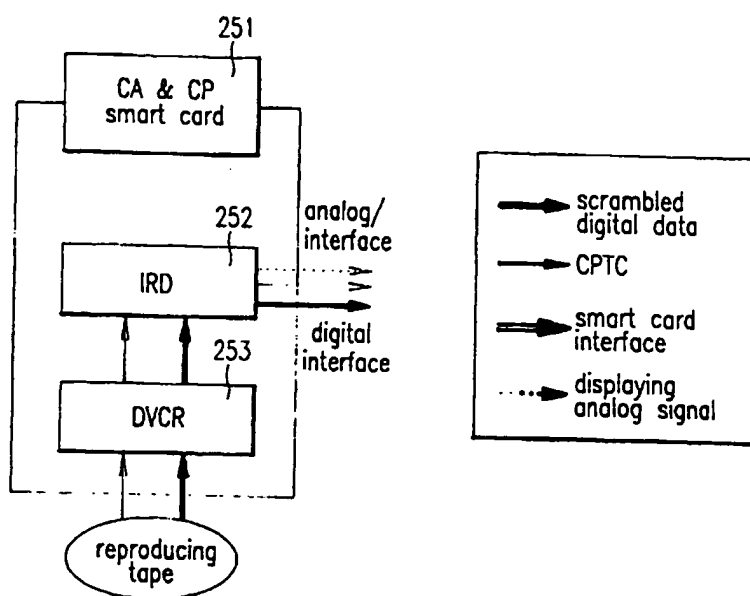 251
CA & CP
smart card
252
analog/
interface
IRD
digital
interface
253
DVCR
reproducing
tape
scrambled
digital data
CPTC
smart card
interface
displaying
analog signal